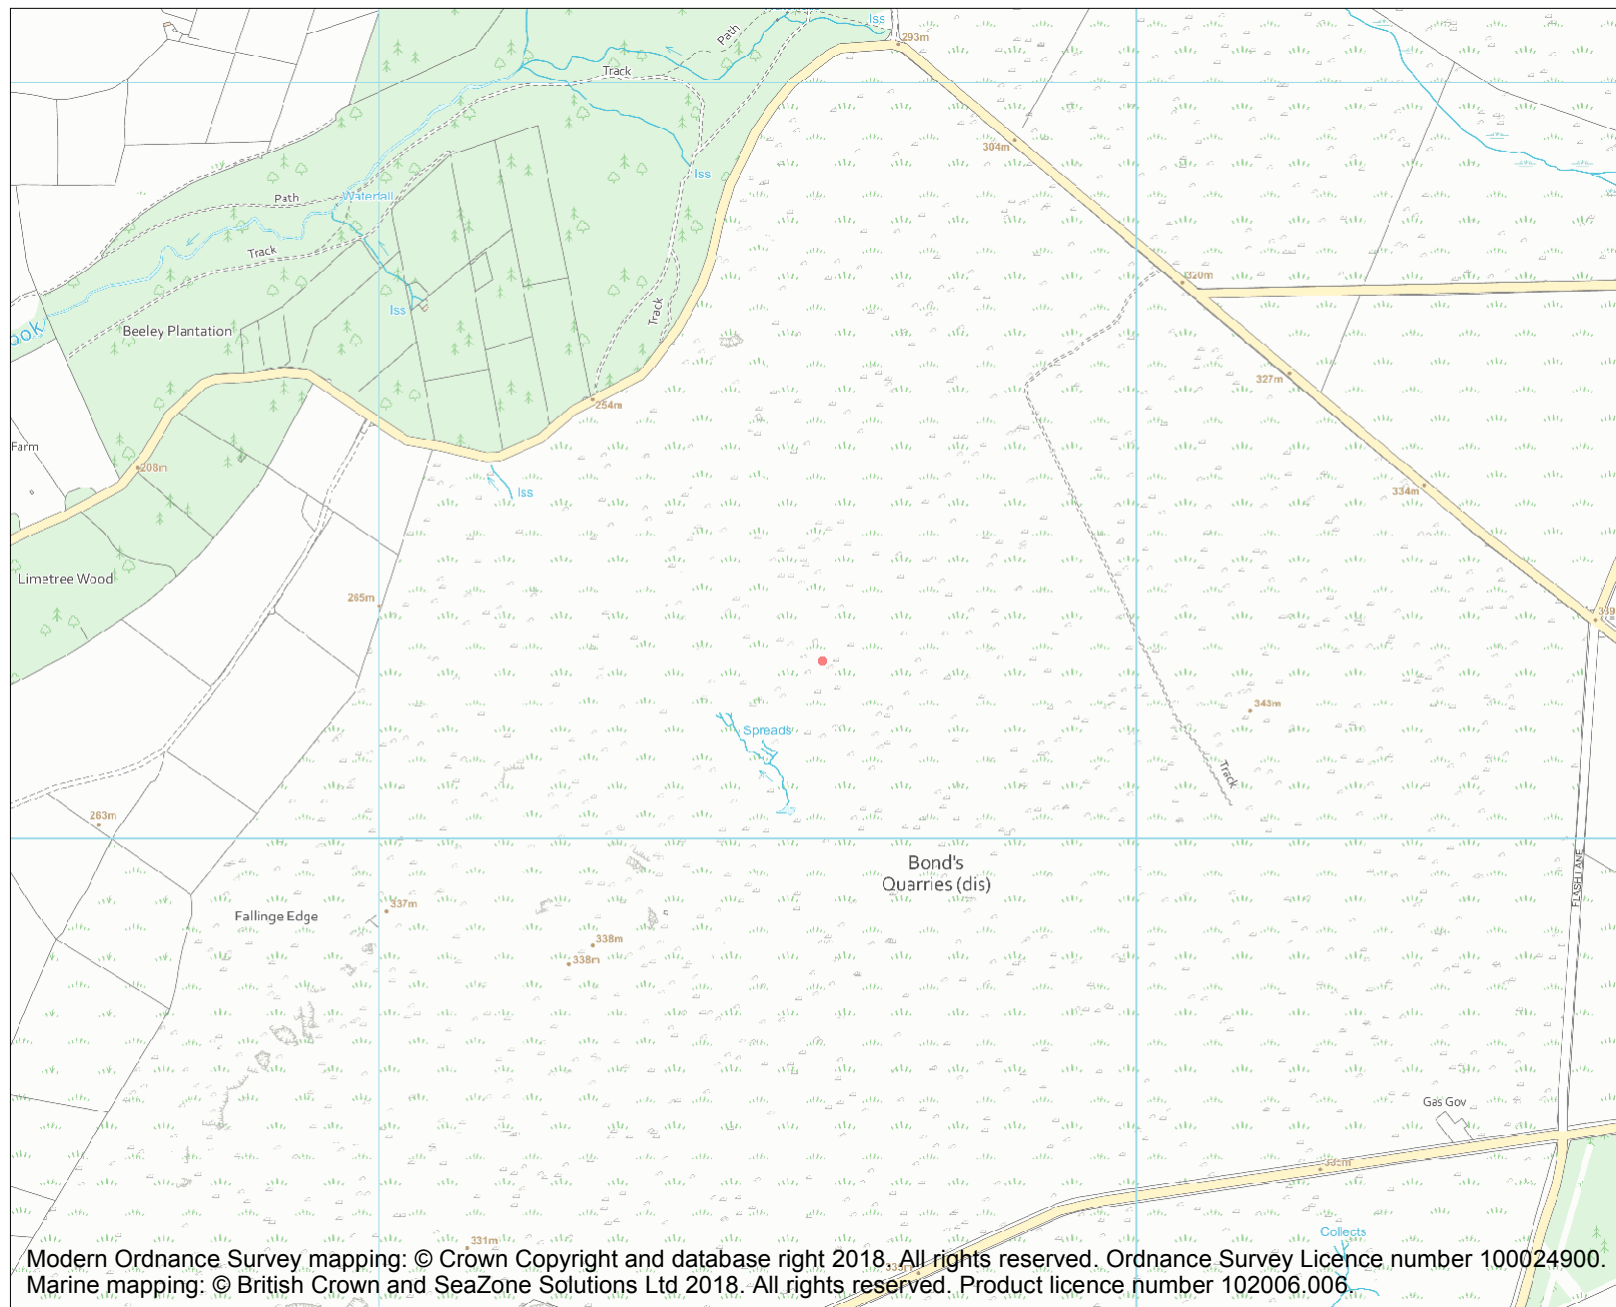 Iss
293m
Path
Track
304m
Iss
Waterfall
Path
Track
320m
Iss
Track
Beeley Plantation
327m
254m
Farm
208m
334m
Iss
Limetree Wood
265m
343m
Spreads
Track
263m
Bond's
Quarries (dis)
FLASH LANE
337m
Fallinge Edge
338m
338m
Gas Gov
Collects
331m
Modern Ordnance Survey mapping: © Crown Copyright and database right 2018. All rights reserved. Ordnance Survey Licence number 100024900.
Marine mapping: © British Crown and SeaZone Solutions Ltd 2018. All rights reserved. Product licence number 102006.006.